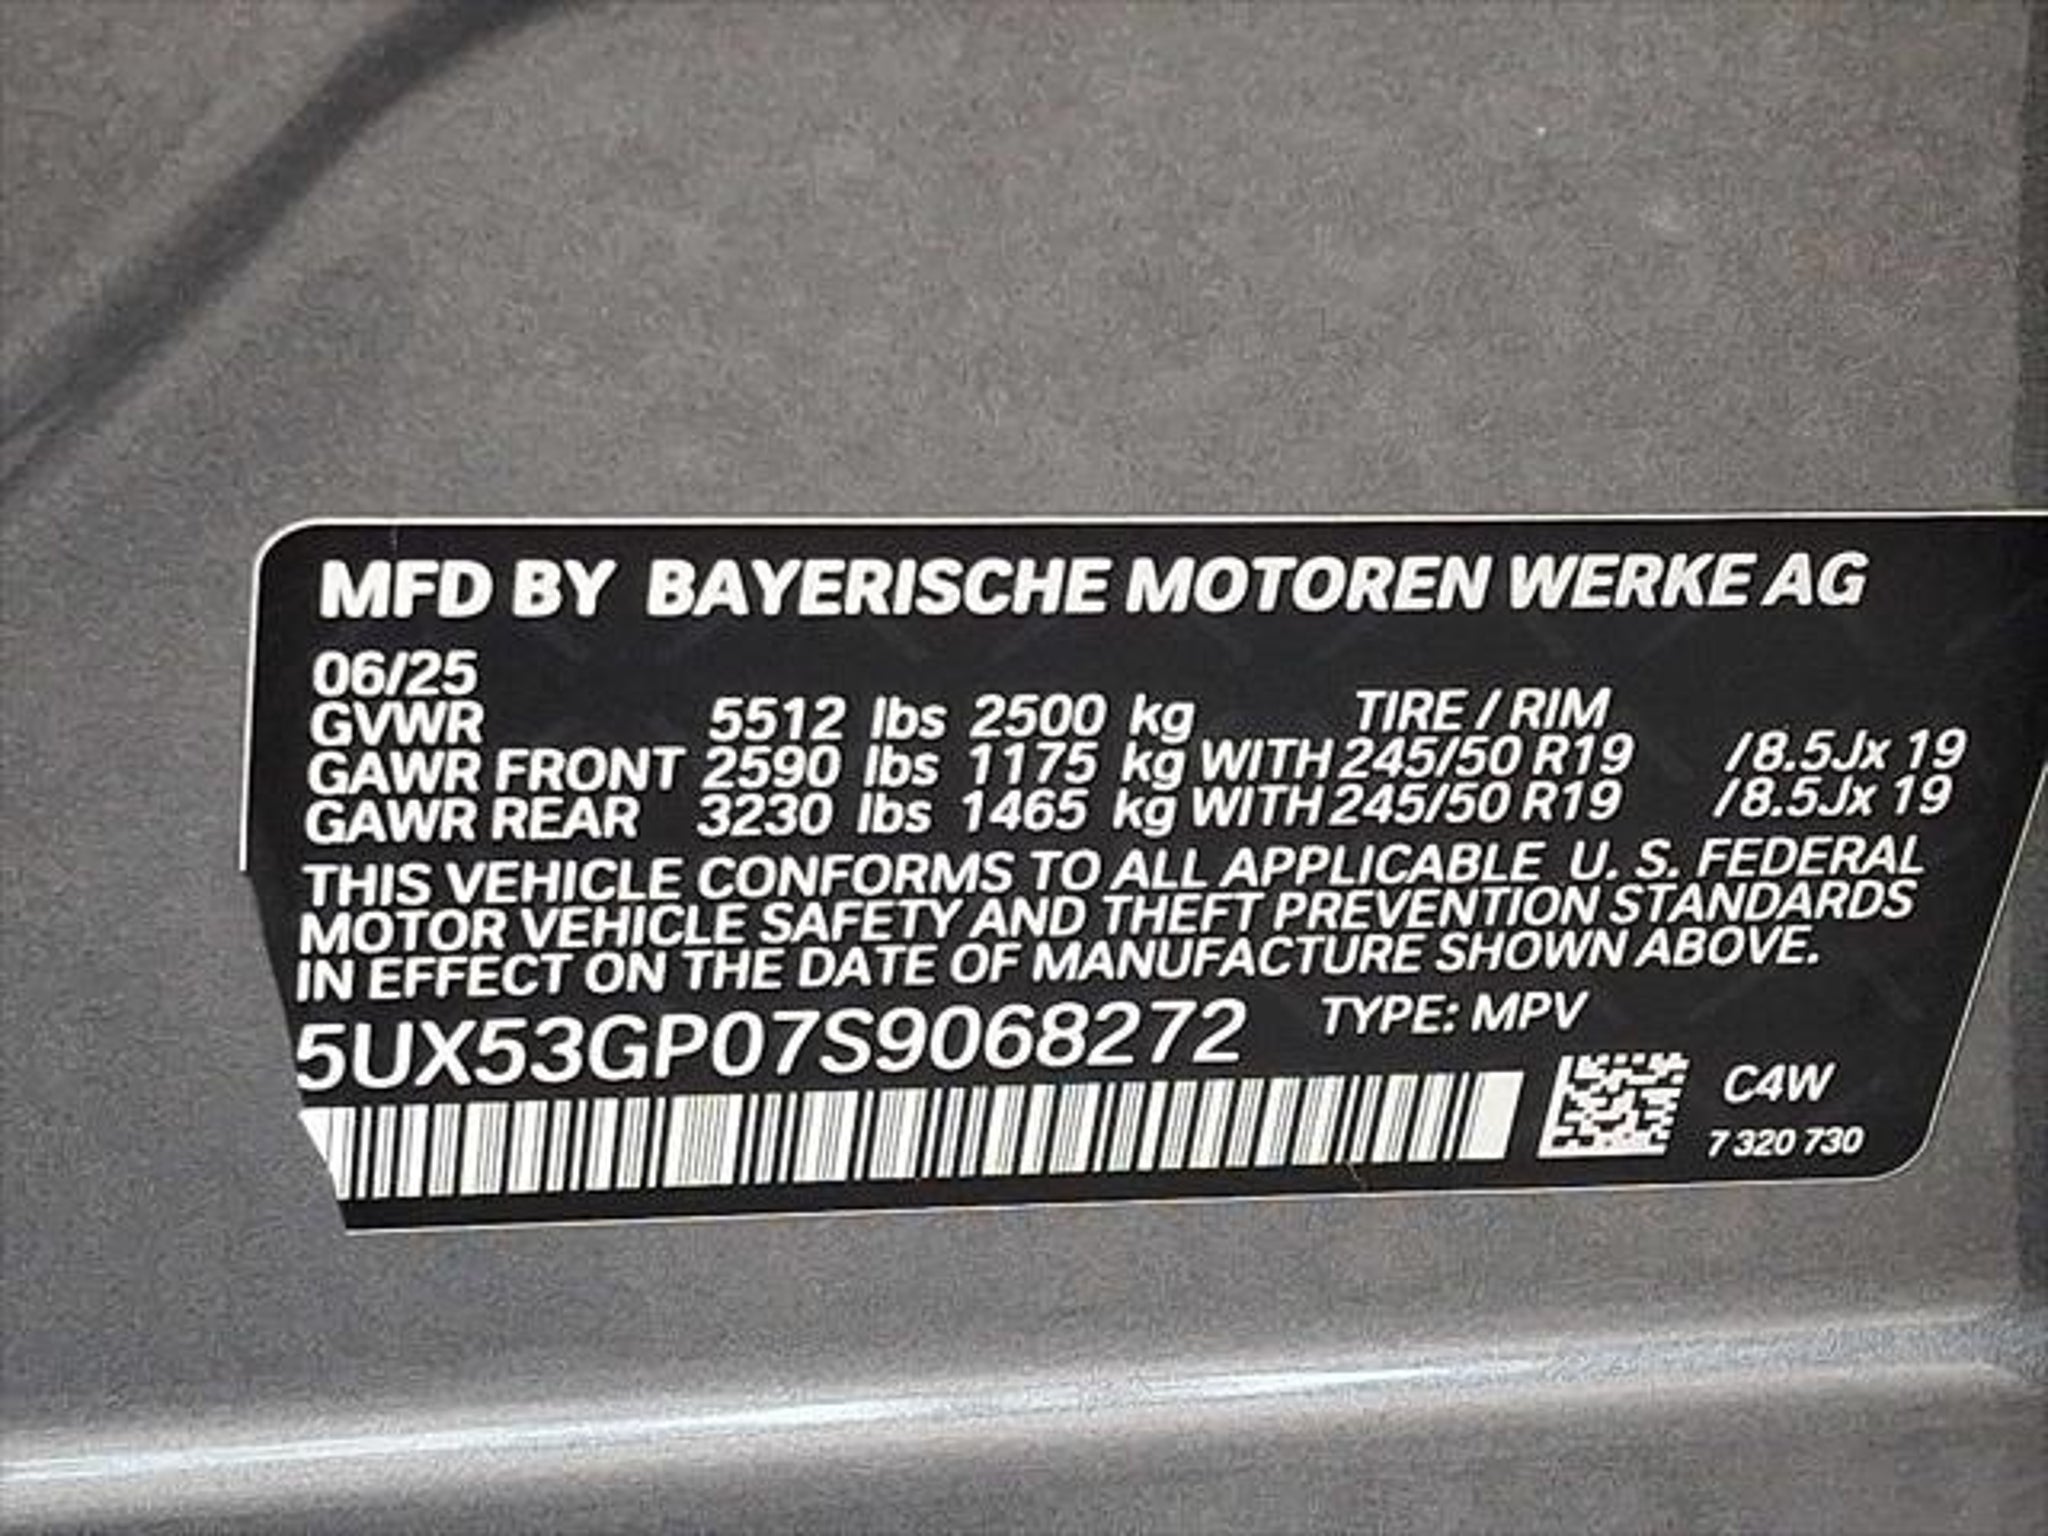 MFD BY BAYERISCHE MOTOREN WERKE AG
06/25
GVWR 5512 lbs 2500 kg TIRE / RIM
GAWR FRONT 2590 lbs 1175 kg WITH 245/50 R19 /8.5Jx 19
GAWR REAR 3230 lbs 1465 kg WITH 245/50 R19 /8.5Jx 19
THIS VEHICLE CONFORMS TO ALL APPLICABLE U. S. FEDERAL
MOTOR VEHICLE SAFETY AND THEFT PREVENTION STANDARDS
IN EFFECT ON THE DATE OF MANUFACTURE SHOWN ABOVE.
5UX53GP07S9068272 TYPE: MPV
C4W
7 320 730